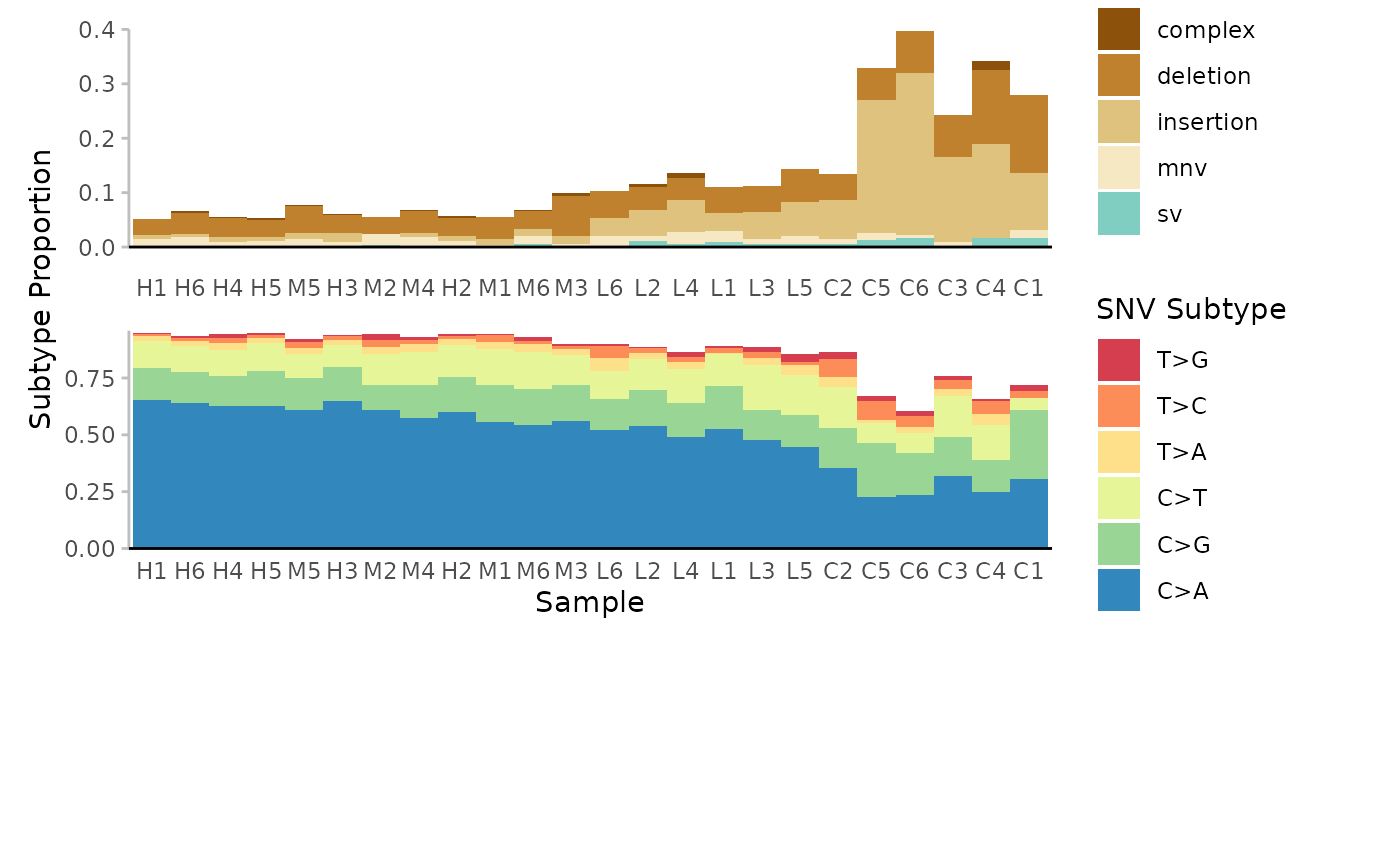 0.4
0.3
0.2
0.1
0.0
H1 H6 H4 H5 M5 H3 M2 M4 H2 M1 M6 M3 L6 L2 L4 L1 L3 L5 C2 C5 C6 C3 C4 C1
complex
deletion
insertion
mnv
sv
Subtype Proportion
0.75
0.50
0.25
0.00
H1 H6 H4 H5 M5 H3 M2 M4 H2 M1 M6 M3 L6 L2 L4 L1 L3 L5 C2 C5 C6 C3 C4 C1
Sample
SNV Subtype
T>G
T>C
T>A
C>T
C>G
C>A